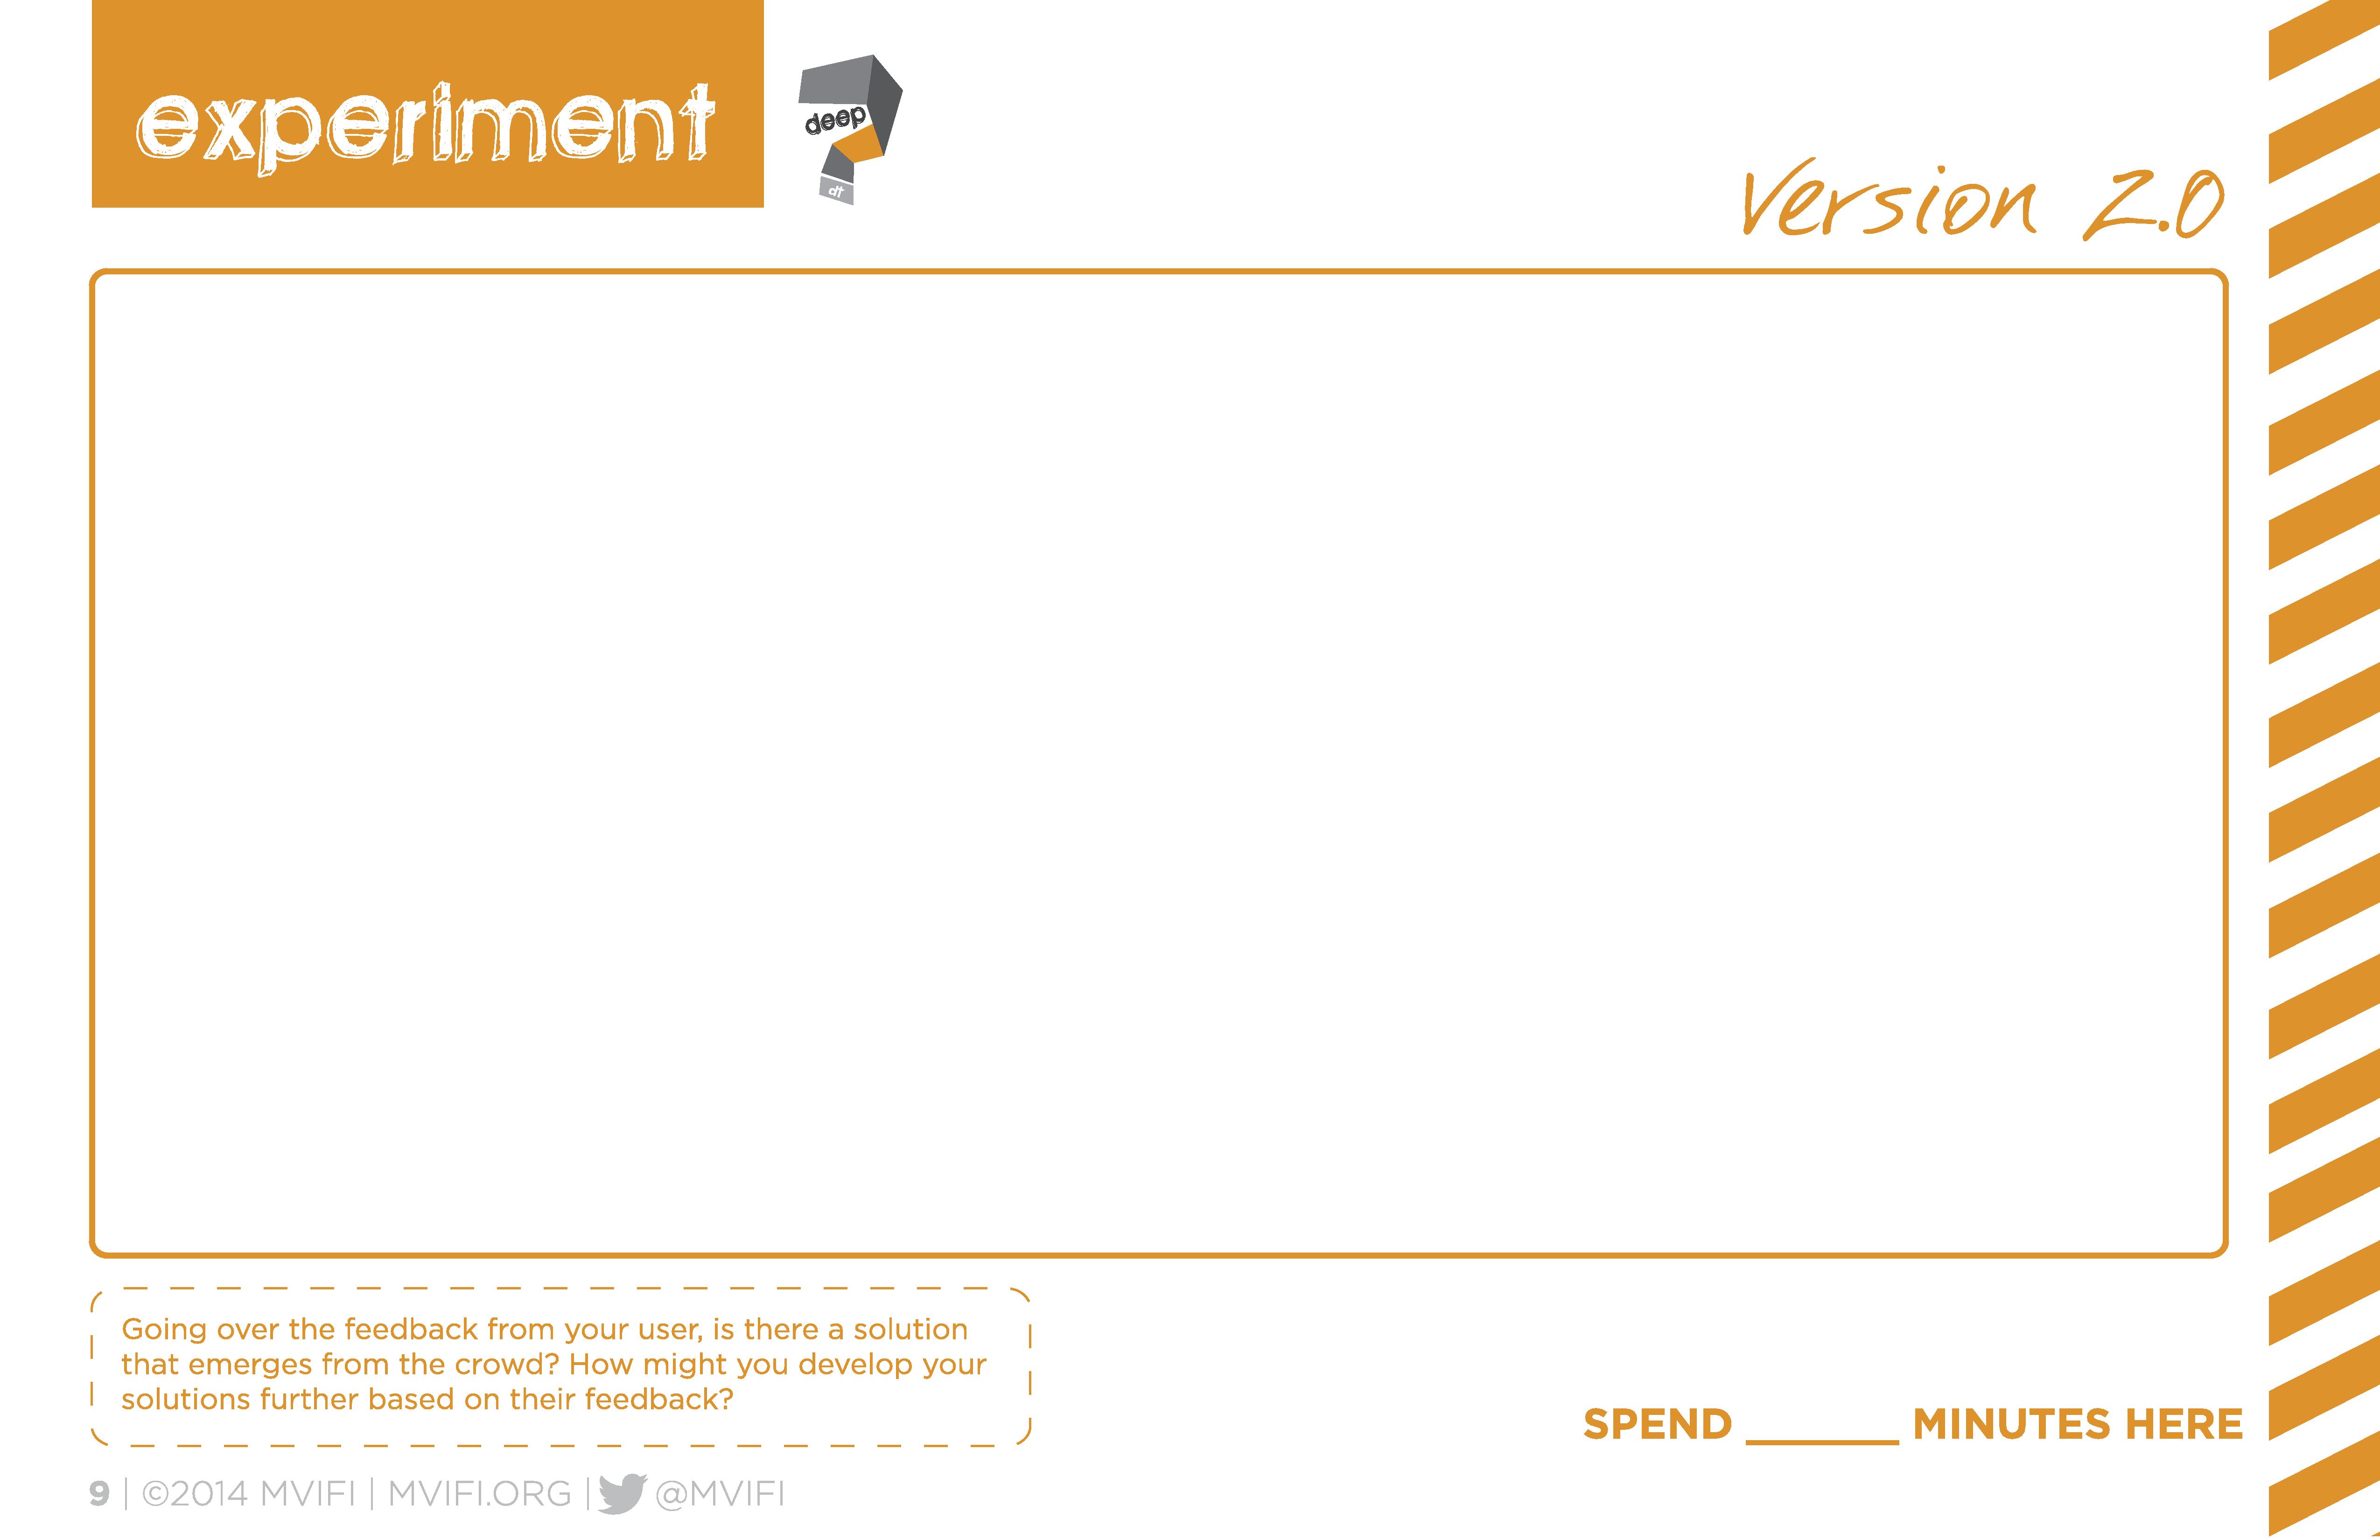 experiment
deep
dt
Version 2.0
Going over the feedback from your user, is there a solution
that emerges from the crowd? How might you develop your
solutions further based on their feedback?
SPEND ________ MINUTES HERE
9 | ©2014 MVIFI | MVIFI.ORG | @MVIFI